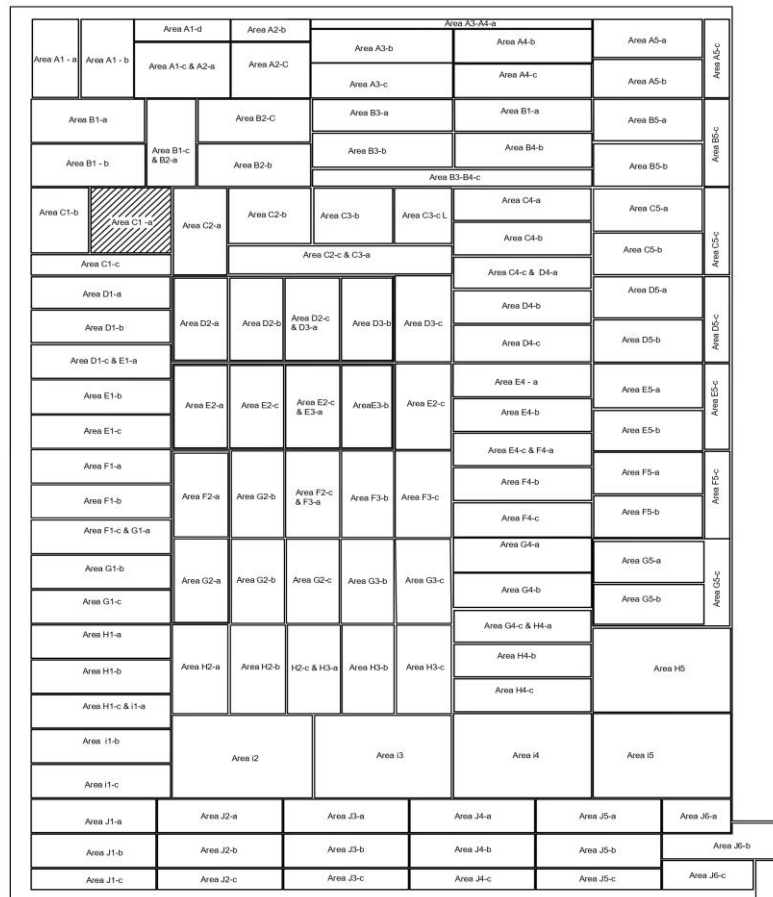 Area A3-A4-a
Area A1-d
Area A2-b
Area A5-a
Area A5-c
Area A1 - a
Area A1 - b
Area A3-b
Area A4-b
Area A1-c & A2-a
Area A2-C
Area A3-c
Area A4-c
Area A5-b
Area B1-a
Area B2-C
Area B3-a
Area B1-a
Area B5-a
Area B5-c
Area B1-c
& B2-a
Area B1 - b
Area B2-b
Area B3-b
Area B4-b
Area B5-b
Area B3-B4-c
Area C1-b
Area C1 -a
Area C2-a
Area C2-b
Area C3-b
Area C3-c L
Area C4-a
Area C5-a
Area C5-c
Area C4-b
Area C5-b
Area C2-c & C3-a
Area C1-c
Area C4-c & D4-a
Area D1-a
Area D5-a
Area D5-c
Area D2-a
Area D2-b
Area D2-c
& D3-a
Area D3-b
Area D3-c
Area D4-b
Area D1-b
Area D4-c
Area D5-b
Area D1-c & E1-a
Area E4 - a
Area E5-a
Area E5-c
Area E1-b
Area E2-a
Area E2-c
Area E2-c
& E3-a
AreaE3-b
Area E2-c
Area E4-b
Area E1-c
Area E5-b
Area E4-c & F4-a
Area F1-a
Area F5-a
Area F5-c
Area F4-b
Area F2-a
Area G2-b
Area F2-c
& F3-a
Area F3-b
Area F3-c
Area F1-b
Area F4-c
Area F5-b
Area F1-c & G1-a
Area G4-a
Area G5-a
Area G5-c
Area G1-b
Area G2-a
Area G2-b
Area G2-c
Area G3-b
Area G3-c
Area G4-b
Area G5-b
Area G1-c
Area G4-c & H4-a
Area H1-a
Area H4-b
Area H5
Area H2-a
Area H2-b
H2-c & H3-a
Area H3-b
Area H3-c
Area H1-b
Area H4-c
Area H1-c & i1-a
Area i1-b
Area i2
Area i3
Area i4
Area i5
Area i1-c
Area J1-a
Area J2-a
Area J3-a
Area J4-a
Area J5-a
Area J6-a
Area J1-b
Area J2-b
Area J3-b
Area J4-b
Area J5-b
Area J6-b
Area J1-c
Area J2-c
Area J3-c
Area J4-c
Area J5-c
Area J6-c